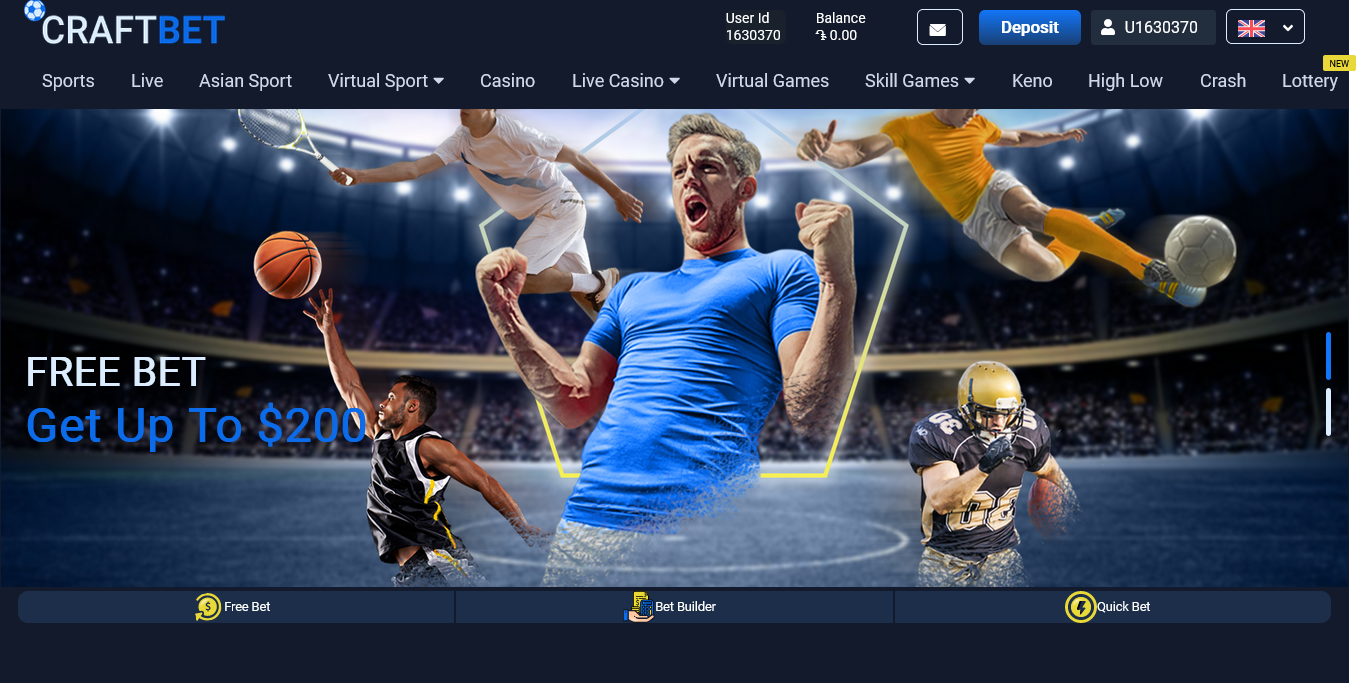 CRAFTBET
User Id
1630370
Balance
֏ 0.00
Deposit
U1630370
NEW
Sports Live Asian Sport Virtual Sport Casino Live Casino Virtual Games Skill Games Keno High Low Crash Lottery
FREE BET
Get Up To $200
$ Free Bet
Bet Builder
Quick Bet